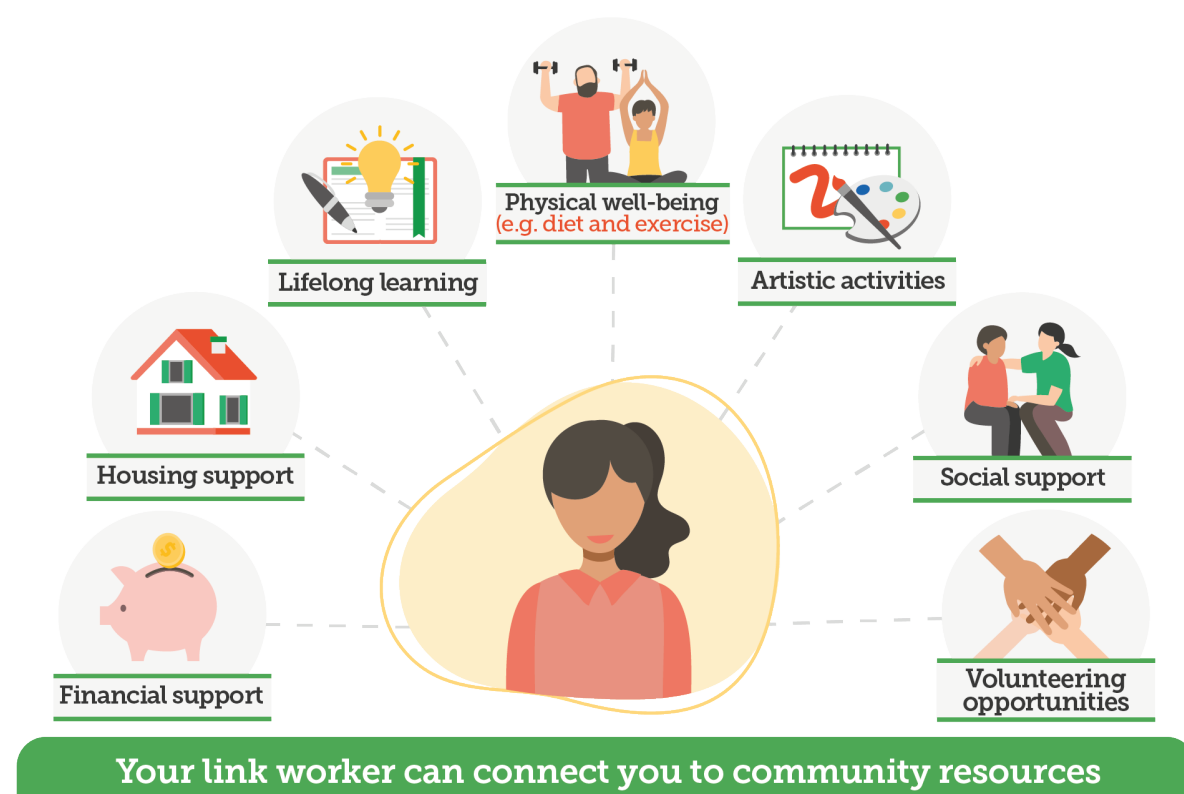 Physical well-being
(e.g. diet and exercise)
Lifelong learning
Artistic activities
Housing support
Social support
Financial support
Volunteering
opportunities
Your link worker can connect you to community resources